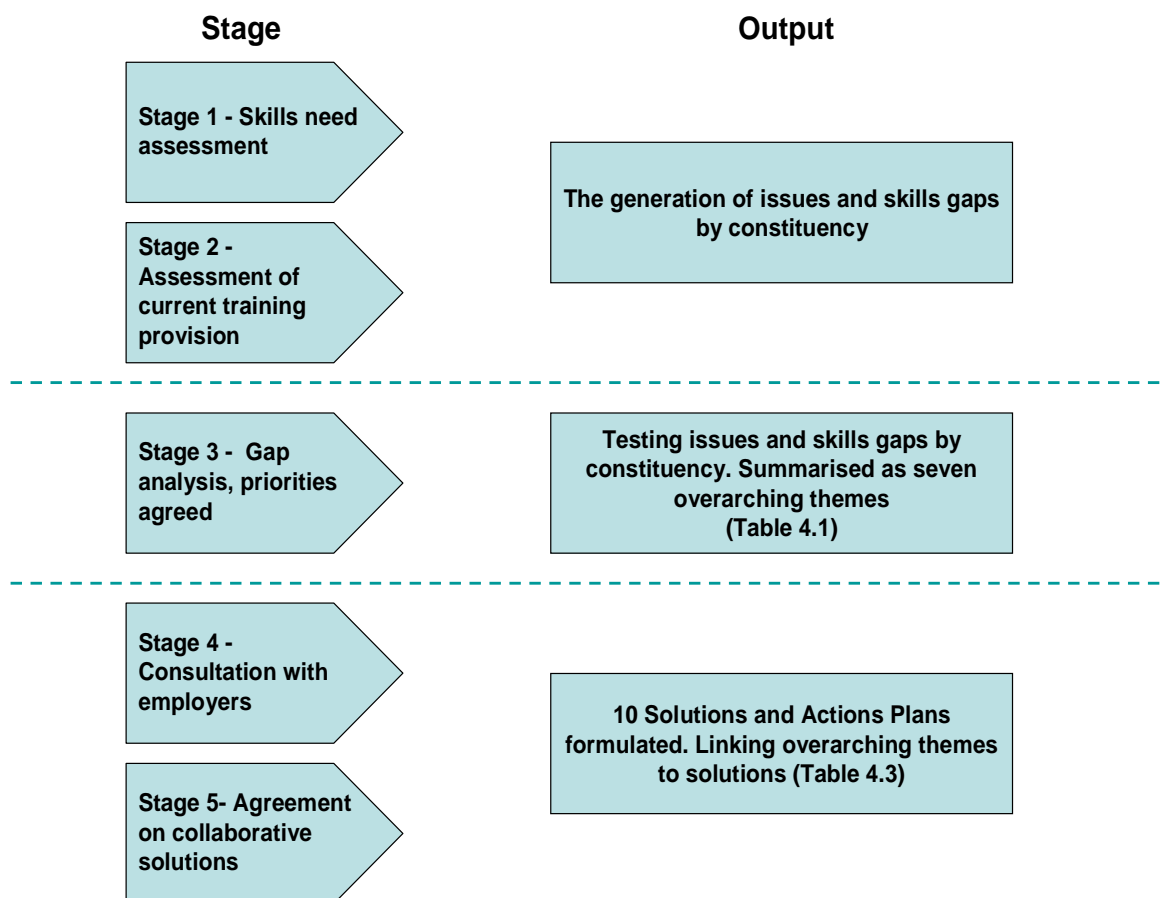 Stage
Output
Stage 1 - Skills need
assessment
Stage 2 -
Assessment of
current training
provision
The generation of issues and skills gaps
by constituency
Stage 3 -  Gap
analysis, priorities
agreed
Testing issues and skills gaps by
constituency. Summarised as seven
overarching themes
(Table 4.1)
Stage 4 -
Consultation with
employers
Stage 5- Agreement
on collaborative
solutions
10 Solutions and Actions Plans
formulated. Linking overarching themes
to solutions (Table 4.3)